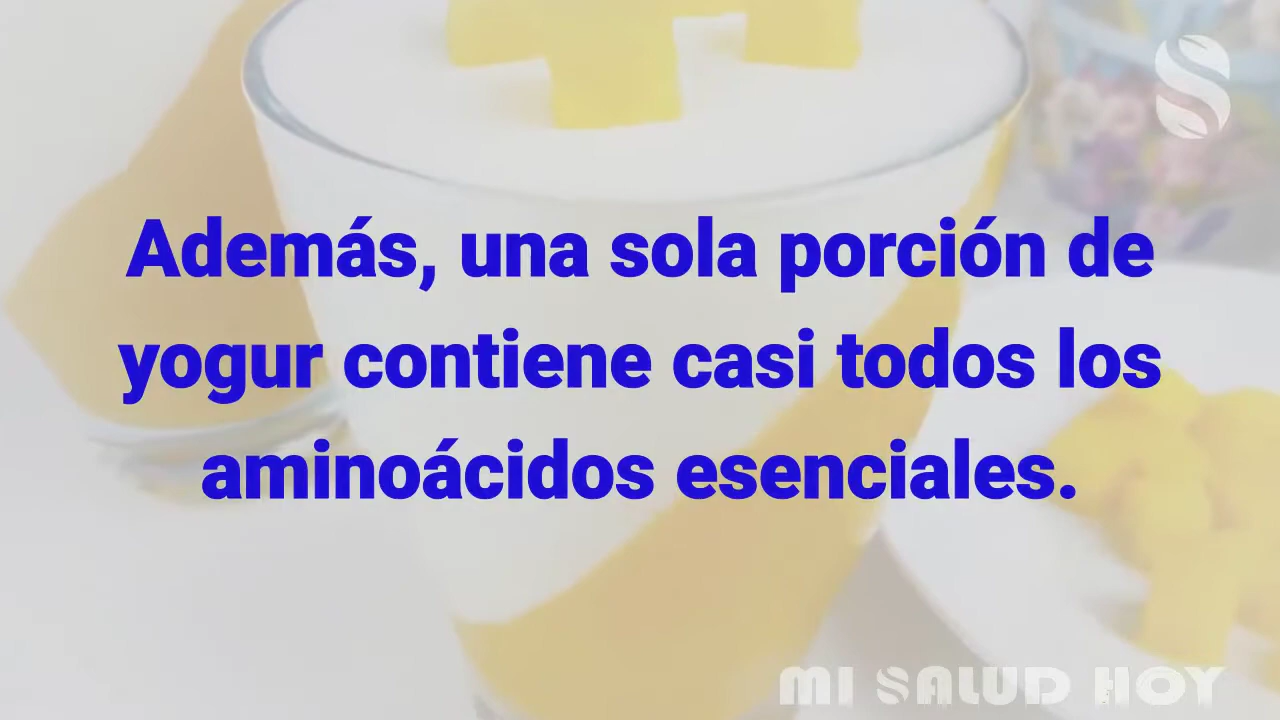 Además, una sola porción de
yogur contiene casi todos los
aminoácidos esenciales.
MI SALUD HOY